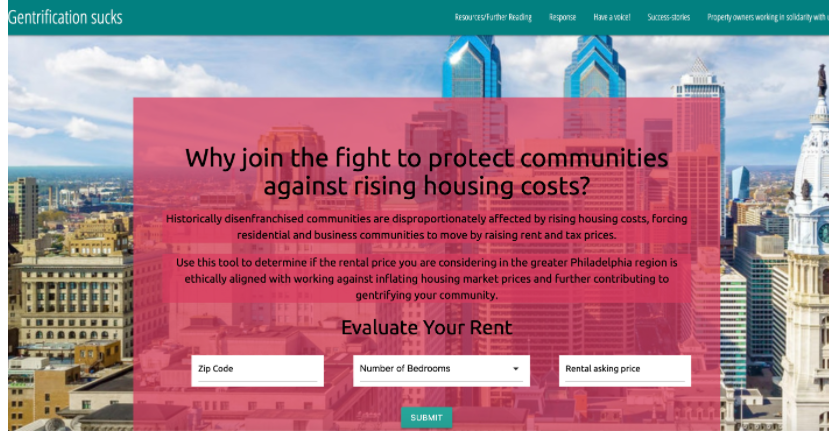 Gentrification sucks
Resources/Further Reading Response Have a voice! Success-stories Property owners working in solidarity with
Why join the fight to protect communities
against rising housing costs?
Historically disenfranchised communities are disproportionately affected by rising housing costs, forcing
residential and business communities to move by raising rent and tax prices.
Use this tool to determine if the rental price you are considering in the greater Philadelphia region is
ethically aligned with working against inflating housing market prices and further contributing to
gentrifying your community.
Evaluate Your Rent
Zip Code Number of Bedrooms Rental asking price
SUBMIT